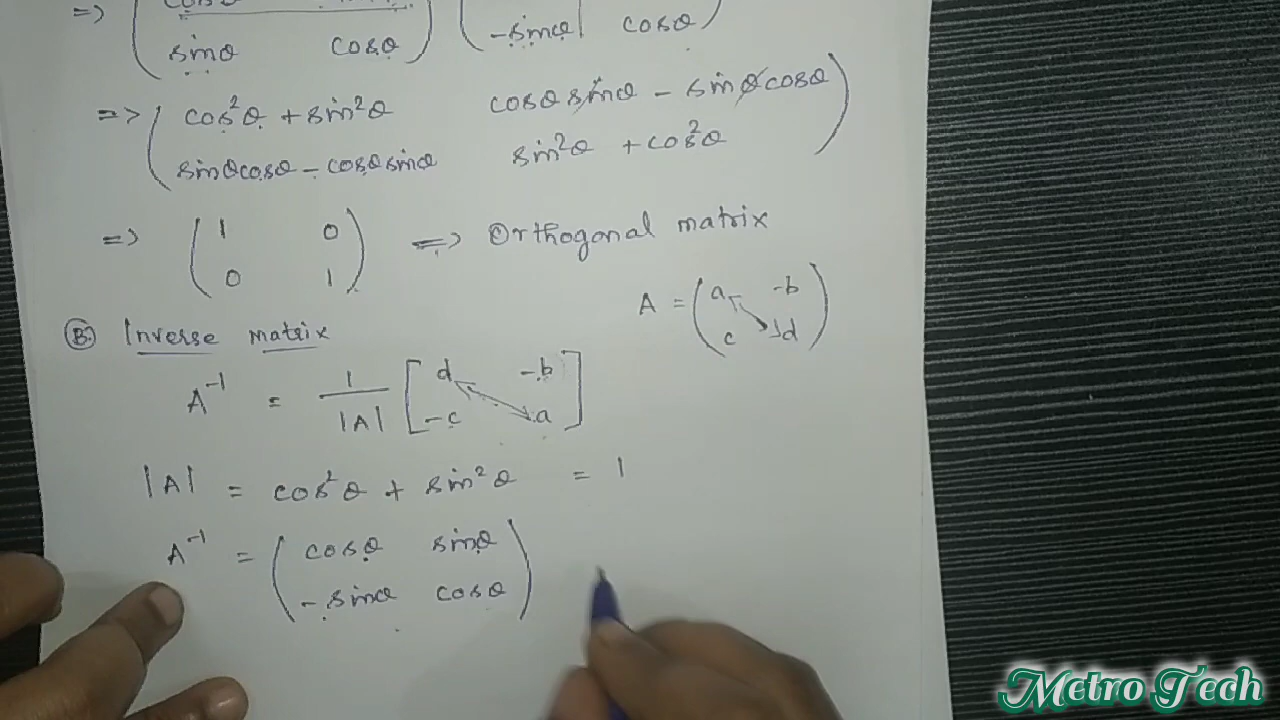 => ( cosθ
sinθ cosθ ) ( -sinθ cosθ )
=> ( cos²θ + sin²θ cosθ sinθ - sinθ cosθ
sinθcosθ - cosθsinθ sin²θ + cos²θ )
=> ( 1 0 => Orthogonal matrix
0 1 )
A = ( a -b
c d )
B. Inverse matrix
A⁻¹ = 1/|A| [ d -b
-c a ]
|A| = cos²θ + sin²θ = 1
A⁻¹ = ( cosθ sinθ
-sinθ cosθ )
Metro Tech